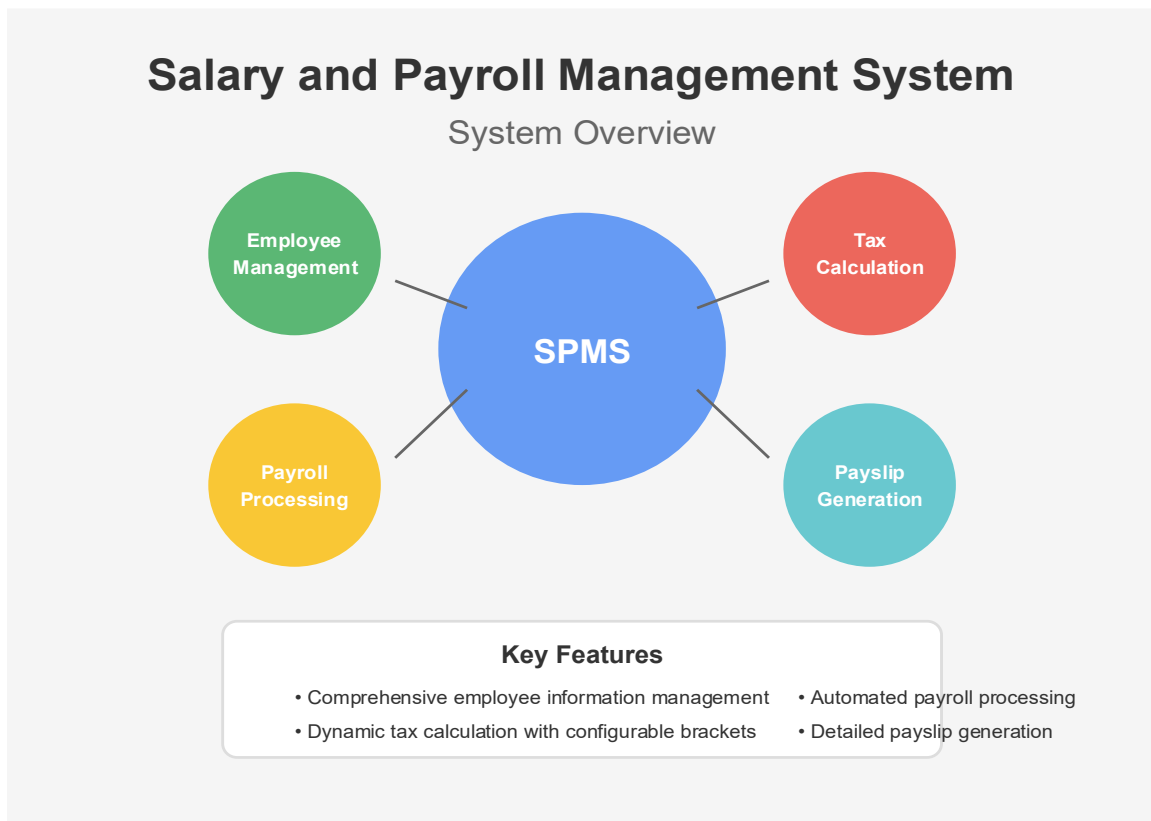 Salary and Payroll Management System
System Overview
Employee
Management
Tax
Calculation
SPMS
Payroll
Processing
Payslip
Generation
Key Features
• Comprehensive employee information management
• Automated payroll processing
• Dynamic tax calculation with configurable brackets
• Detailed payslip generation